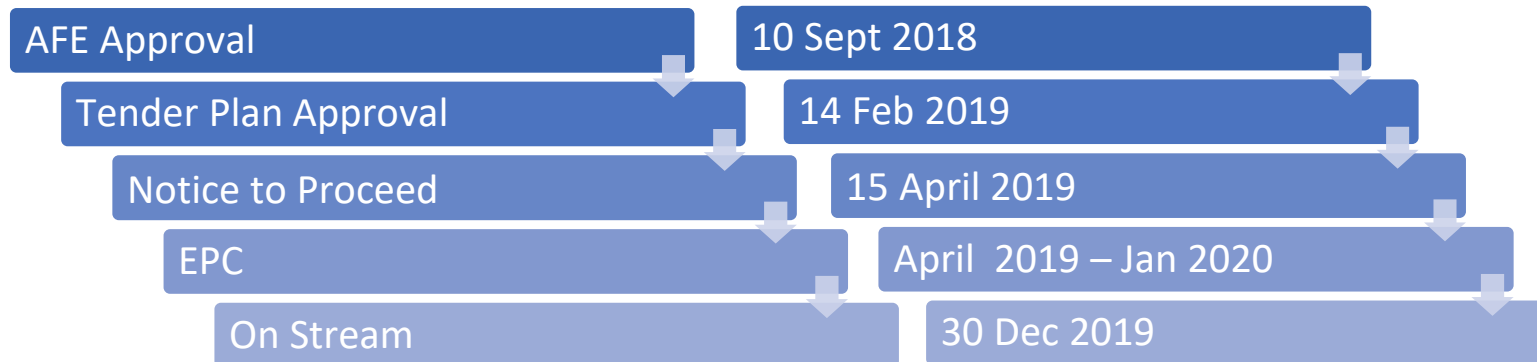 AFE Approval
10 Sept 2018
Tender Plan Approval
14 Feb 2019
Notice to Proceed
15 April 2019
EPC
April 2019 – Jan 2020
On Stream
30 Dec 2019